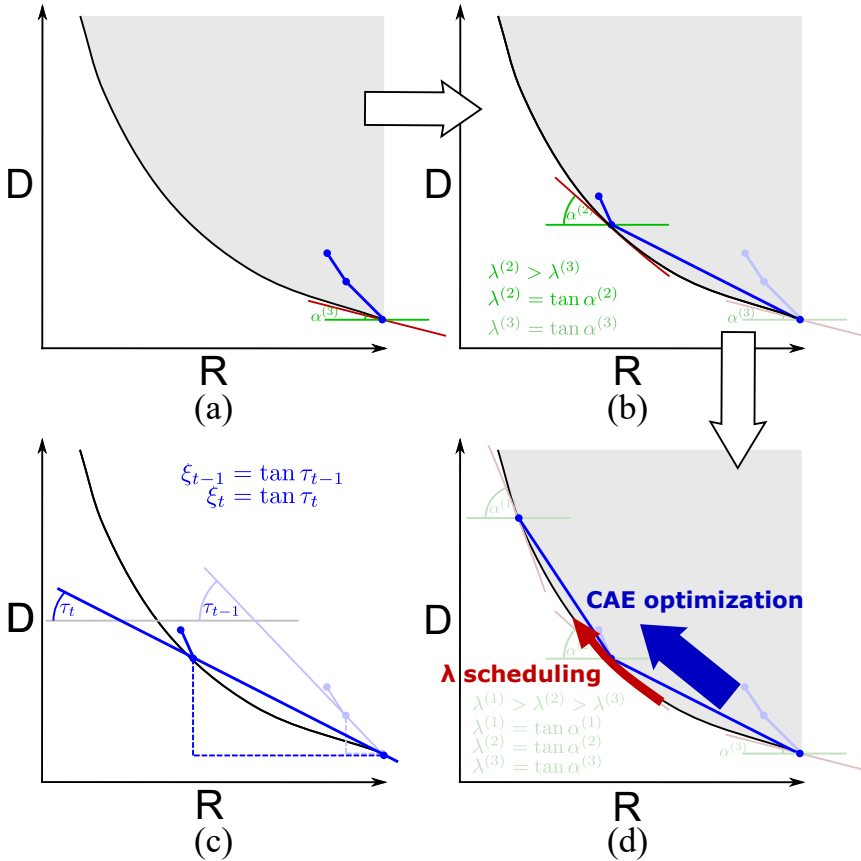 D
α⁽³⁾
R
(a)
D
α⁽²⁾
λ⁽²⁾ > λ⁽³⁾
λ⁽²⁾ = tan α⁽²⁾
λ⁽³⁾ = tan α⁽³⁾
α⁽³⁾
R
(b)
ξₜ₋₁ = tan τₜ₋₁
ξₜ = tan τₜ
τₜ
τₜ₋₁
D
R
(c)
α⁽¹⁾
CAE optimization
D
λ scheduling
λ⁽¹⁾ > λ⁽²⁾ > λ⁽³⁾
λ⁽¹⁾ = tan α⁽¹⁾
λ⁽²⁾ = tan α⁽²⁾
λ⁽³⁾ = tan α⁽³⁾
α⁽³⁾
R
(d)